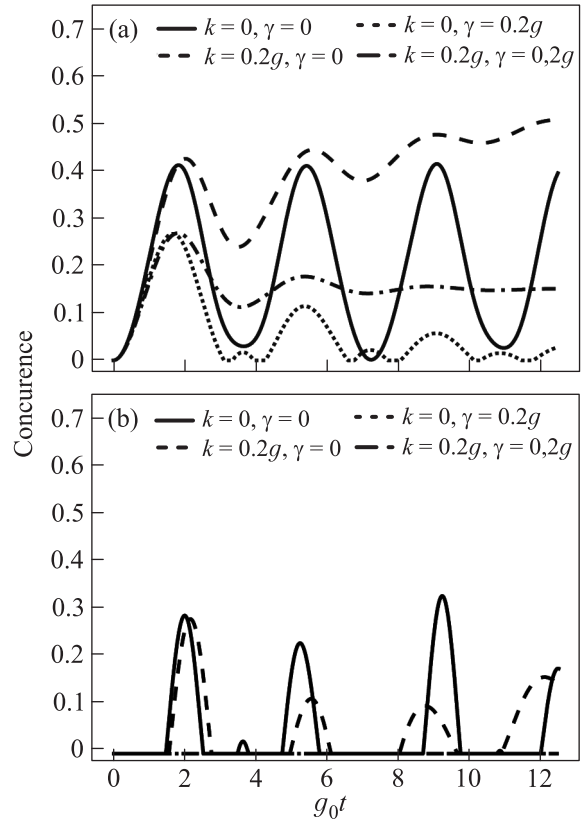 0.7
(a)
k = 0, γ = 0
k = 0, γ = 0.2g
k = 0.2g, γ = 0
k = 0.2g, γ = 0,2g
0.6
0.5
0.4
0.3
0.2
0.1
0
Concurence
0.7
(b)
k = 0, γ = 0
k = 0, γ = 0.2g
k = 0.2g, γ = 0
k = 0.2g, γ = 0,2g
0.6
0.5
0.4
0.3
0.2
0.1
0
0 2 4 6 8 10 12
g₀t